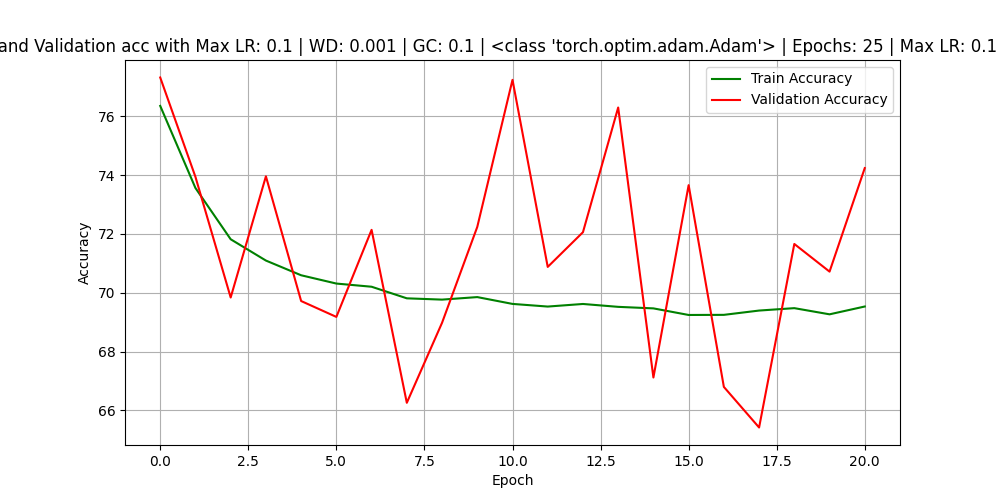 and Validation acc with Max LR: 0.1 | WD: 0.001 | GC: 0.1 | <class 'torch.optim.adam.Adam'> | Epochs: 25 | Max LR: 0.1
Train Accuracy
Validation Accuracy
76
74
72
70
68
66
Accuracy
0.0 2.5 5.0 7.5 10.0 12.5 15.0 17.5 20.0
Epoch